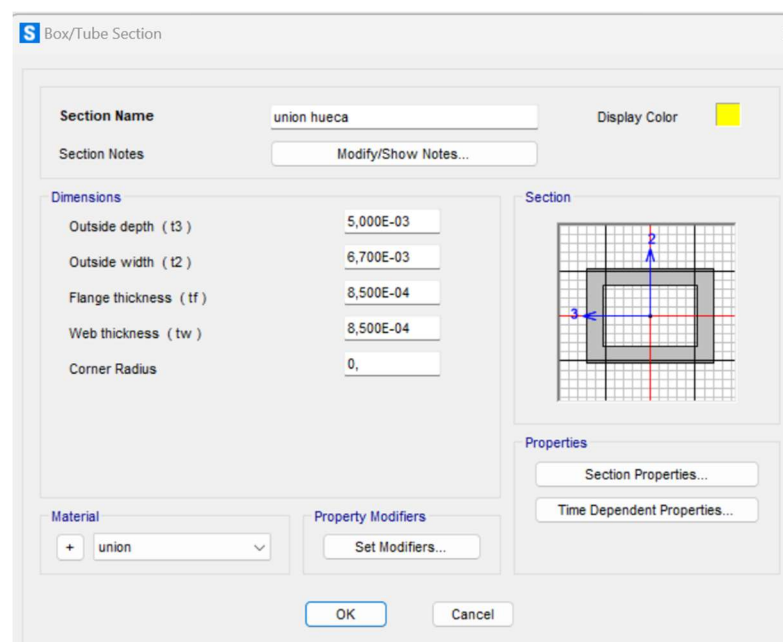 S Box/Tube Section
Section Name union hueca Display Color
Section Notes Modify/Show Notes...
Dimensions
Outside depth ( t3 ) 5,000E-03
Outside width ( t2 ) 6,700E-03
Flange thickness ( tf ) 8,500E-04
Web thickness ( tw ) 8,500E-04
Corner Radius 0,
Section
2
3
Properties
Section Properties...
Time Dependent Properties...
Material
+ union
Property Modifiers
Set Modifiers...
OK Cancel